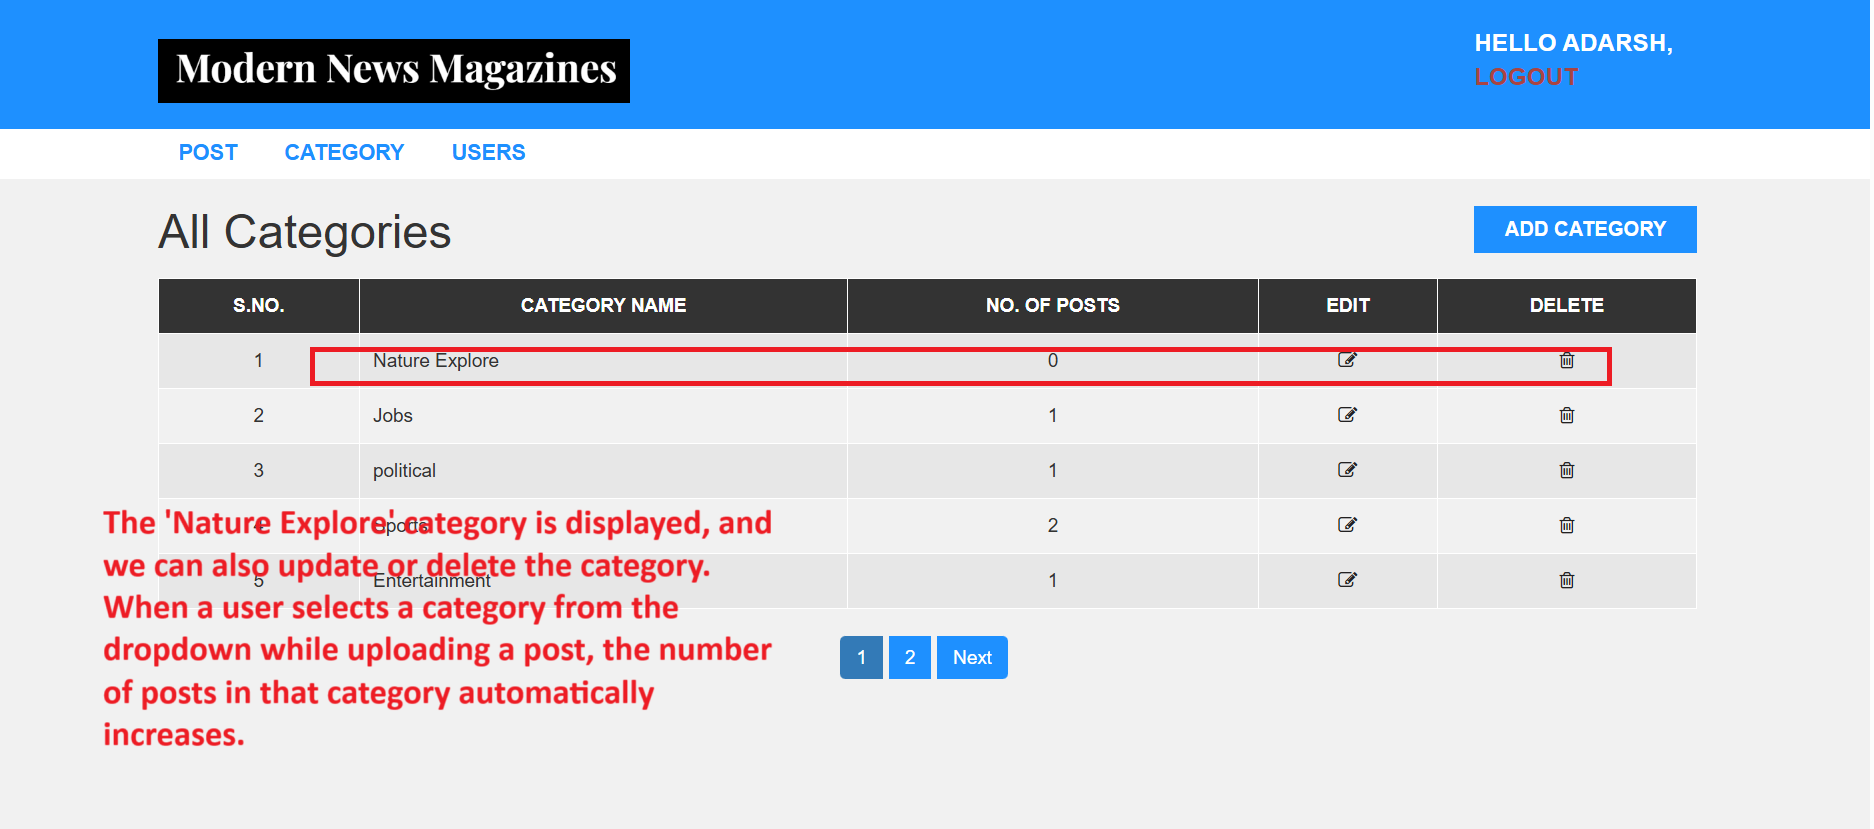 Modern News Magazines
HELLO ADARSH,
LOGOUT
POST CATEGORY USERS
All Categories
ADD CATEGORY
S.NO. CATEGORY NAME NO. OF POSTS EDIT DELETE
1 Nature Explore 0
2 Jobs 1
3 political 1
4 Sports 2
5 Entertainment 1
The 'Nature Explore' category is displayed, and
we can also update or delete the category.
When a user selects a category from the
dropdown while uploading a post, the number
of posts in that category automatically
increases.
1 2 Next